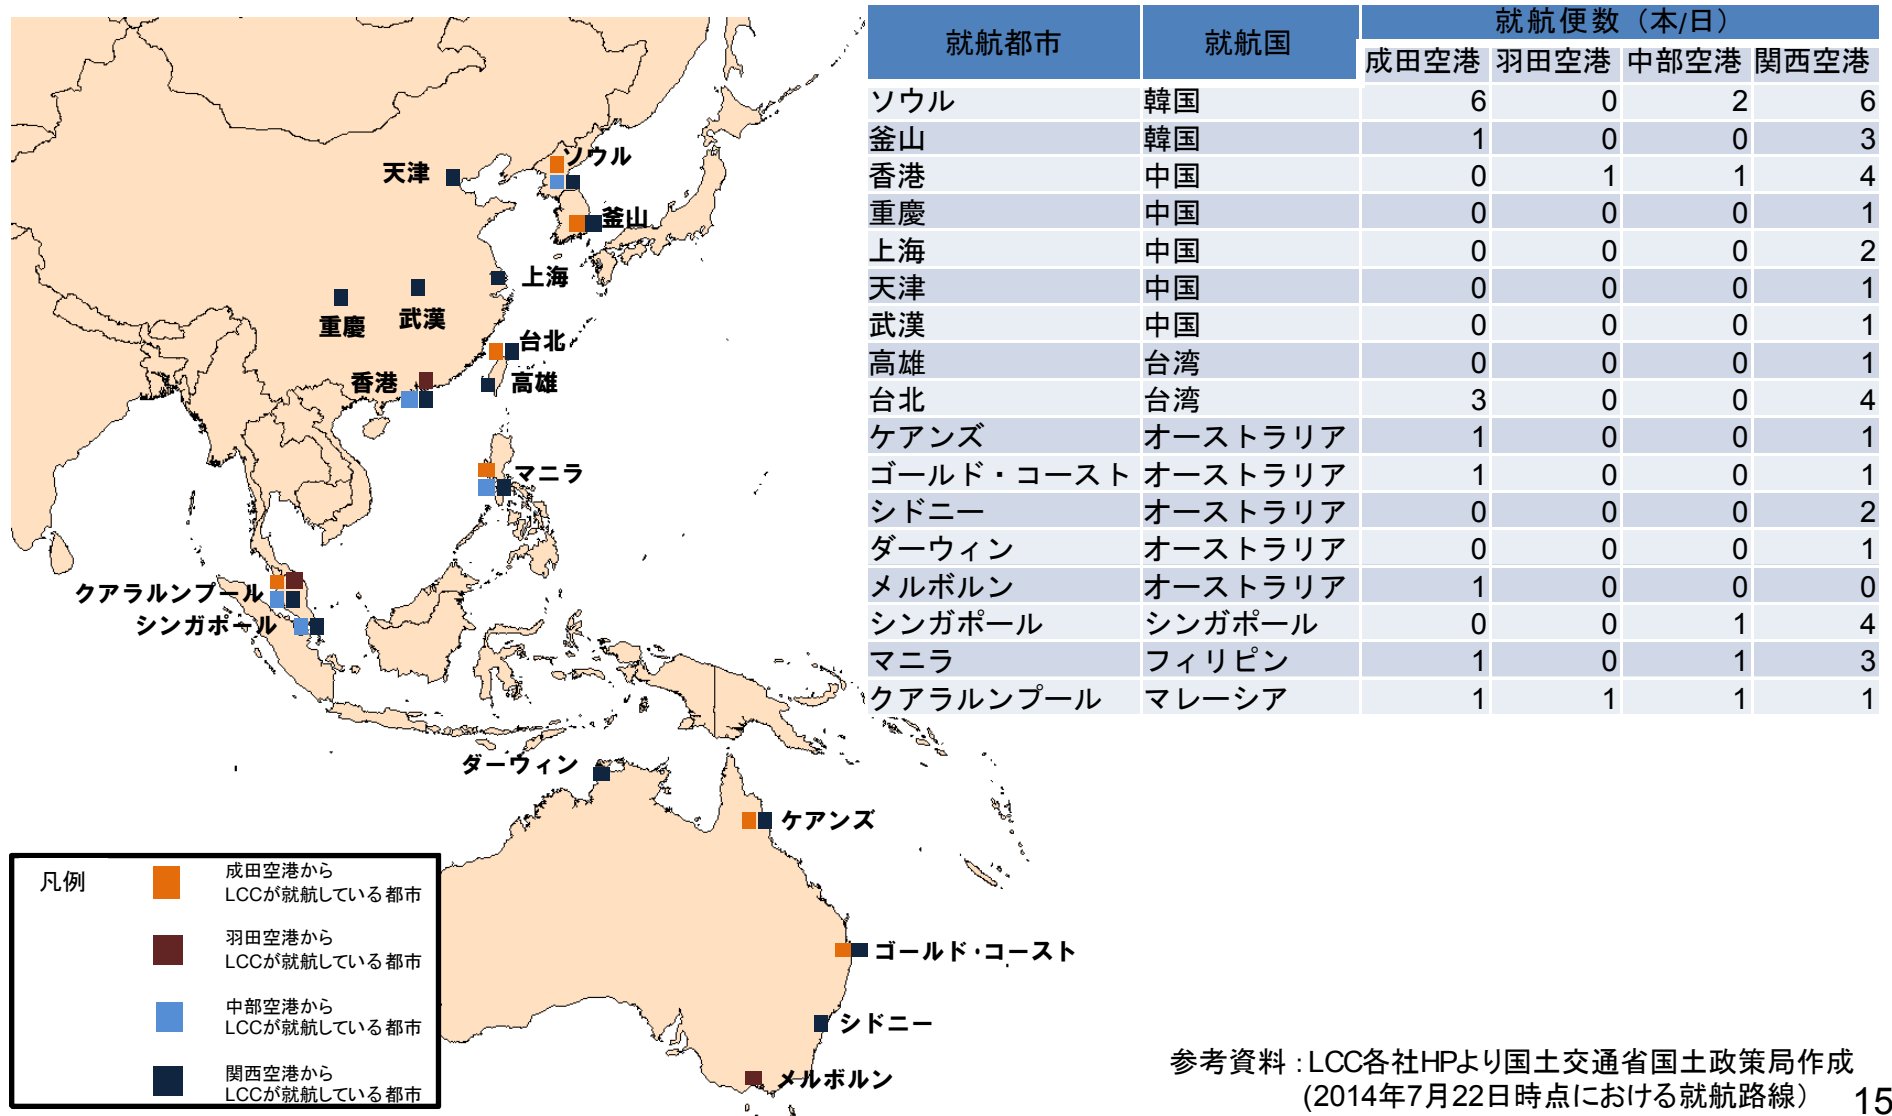 天津
ソウル
釜山
上海
重慶
武漢
台北
香港
高雄
マニラ
クアラルンプール
シンガポール
ダーウィン
ケアンズ
ゴールド・コースト
シドニー
メルボルン
凡例
成田空港から
LCCが就航している都市
羽田空港から
LCCが就航している都市
中部空港から
LCCが就航している都市
関西空港から
LCCが就航している都市
就航都市 就航国 就航便数（本/日）
成田空港 羽田空港 中部空港 関西空港
ソウル 韓国 6 0 2 6
釜山 韓国 1 0 0 3
香港 中国 0 1 1 4
重慶 中国 0 0 0 1
上海 中国 0 0 0 2
天津 中国 0 0 0 1
武漢 中国 0 0 0 1
高雄 台湾 0 0 0 1
台北 台湾 3 0 0 4
ケアンズ オーストラリア 1 0 0 1
ゴールド・コースト オーストラリア 1 0 0 1
シドニー オーストラリア 0 0 0 2
ダーウィン オーストラリア 0 0 0 1
メルボルン オーストラリア 1 0 0 0
シンガポール シンガポール 0 0 1 4
マニラ フィリピン 1 0 1 3
クアラルンプール マレーシア 1 1 1 1
参考資料：LCC各社HPより国土交通省国土政策局作成
(2014年7月22日時点における就航路線）
15